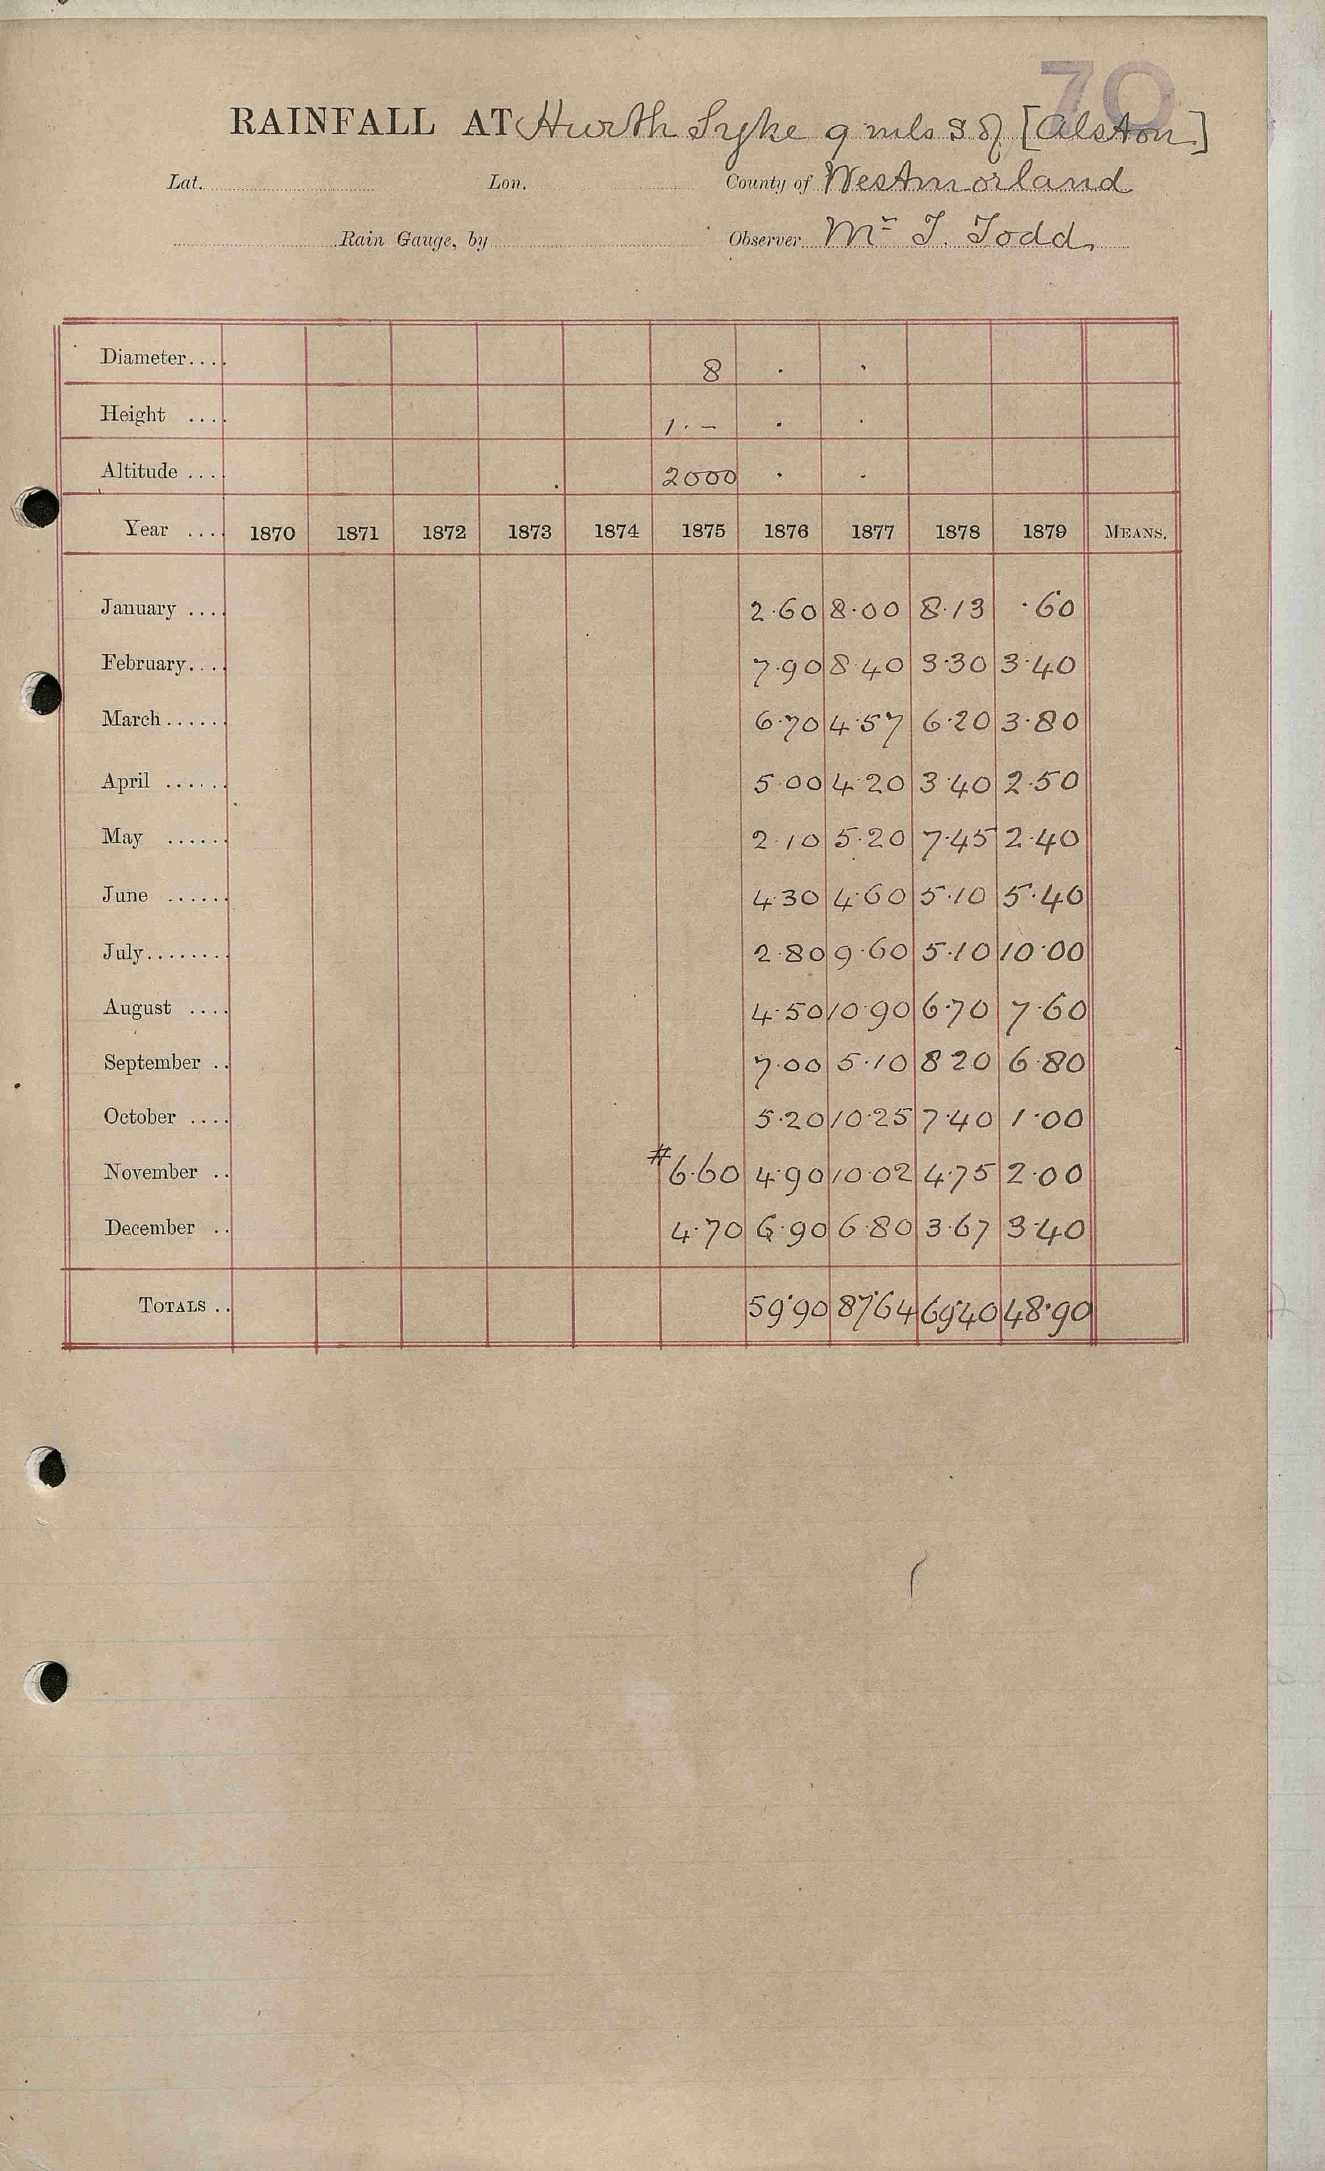 70
RAINFALL AT Hurth Syke 9 mls S of [Alston]
Lat. Lon. County of Westmorland
Rain Gauge, by Observer Mr T. Todd
Diameter.... 8 . .
Height .... 1.- . .
Altitude .... 2000 . .
Year .... 1870 1871 1872 1873 1874 1875 1876 1877 1878 1879 MEANS.
January .... 2.60 8.00 8.13 .60
February.... 7.90 8.40 3.30 3.40
March...... 6.70 4.57 6.20 3.80
April ...... 5.00 4.20 3.40 2.50
May ...... 2.10 5.20 7.45 2.40
June ...... 4.30 4.60 5.10 5.40
July........ 2.80 9.60 5.10 10.00
August .... 4.50 10.90 6.70 7.60
September .. 7.00 5.10 8 20 6.80
October .... 5.20 10.25 7.40 1.00
November .. #6.60 4.90 10.02 4.75 2.00
December .. 4.70 6.90 6.80 3.67 3.40
TOTALS .. 59.90 87.64 69.40 48.90